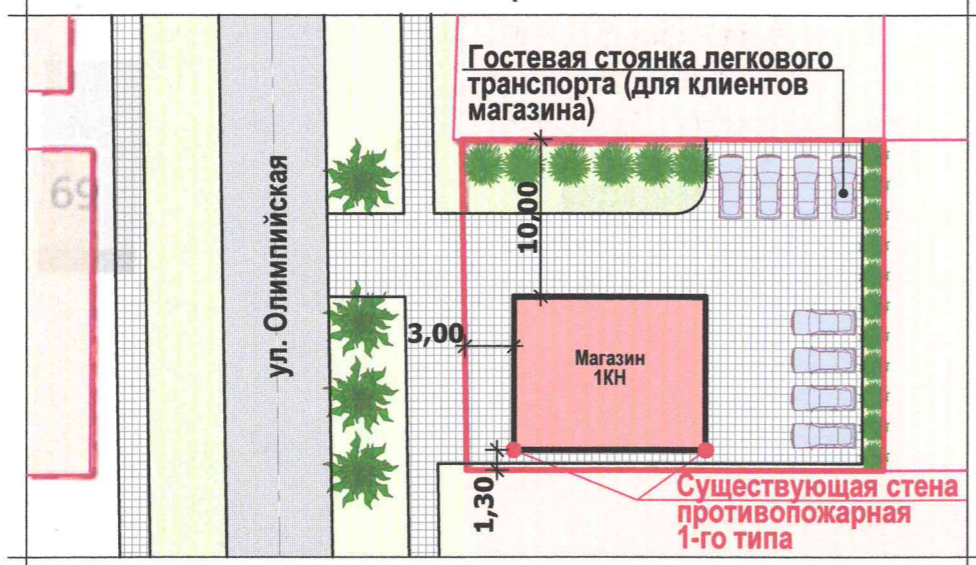 Гостевая стоянка легкового
транспорта (для клиентов
магазина)
69
ул. Олимпийская
10,00
3,00
Магазин
1КН
1,30
Существующая стена
противопожарная
1-го типа